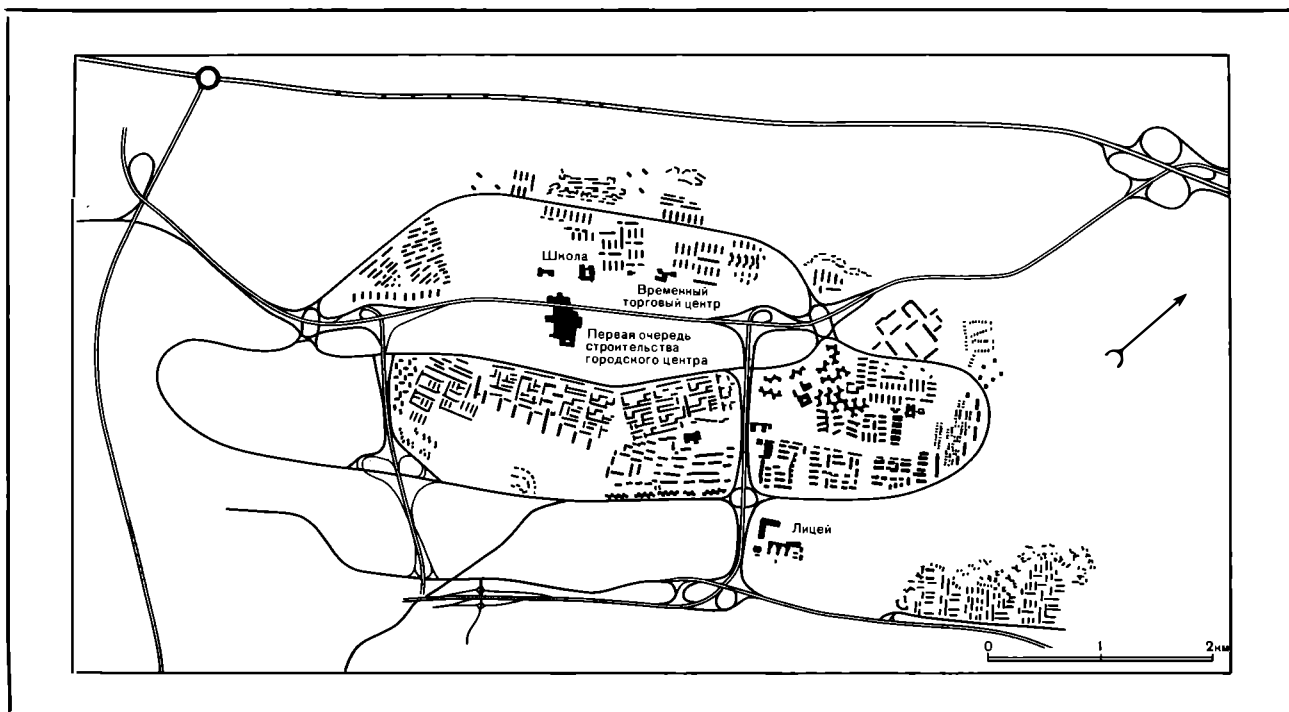 Школа
Временный
торговый центр
Первая очередь
строительства
городского центра
Лицей
0 1 2км